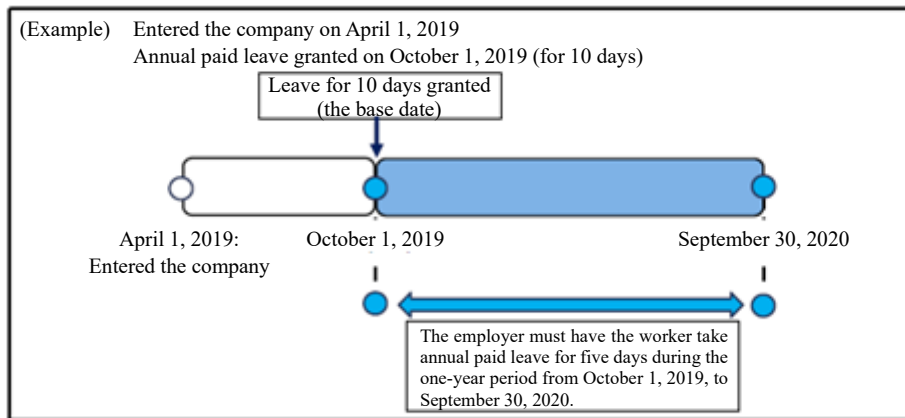 (Example) Entered the company on April 1, 2019
Annual paid leave granted on October 1, 2019 (for 10 days)
Leave for 10 days granted
(the base date)
April 1, 2019:
Entered the company
October 1, 2019
September 30, 2020
The employer must have the worker take
annual paid leave for five days during the
one-year period from October 1, 2019, to
September 30, 2020.